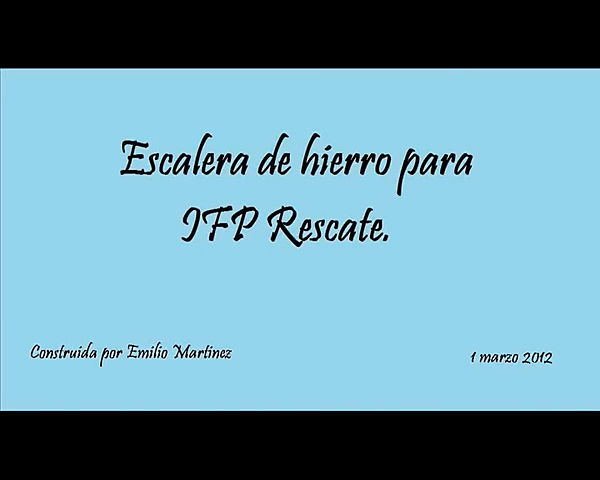 Escalera de hierro para
IFP Rescate.
Construida por Emilio Martinez
1 marzo 2012